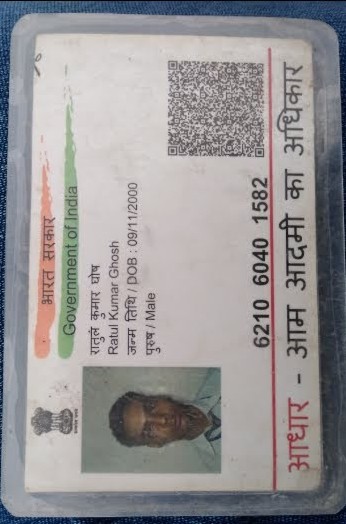 भारत सरकार
Government of India
रातुल कुमार घोष
Ratul Kumar Ghosh
जन्म तिथि / DOB : 09/11/2000
पुरुष / Male
6210 6040 1582
आधार - आम आदमी का अधिकार